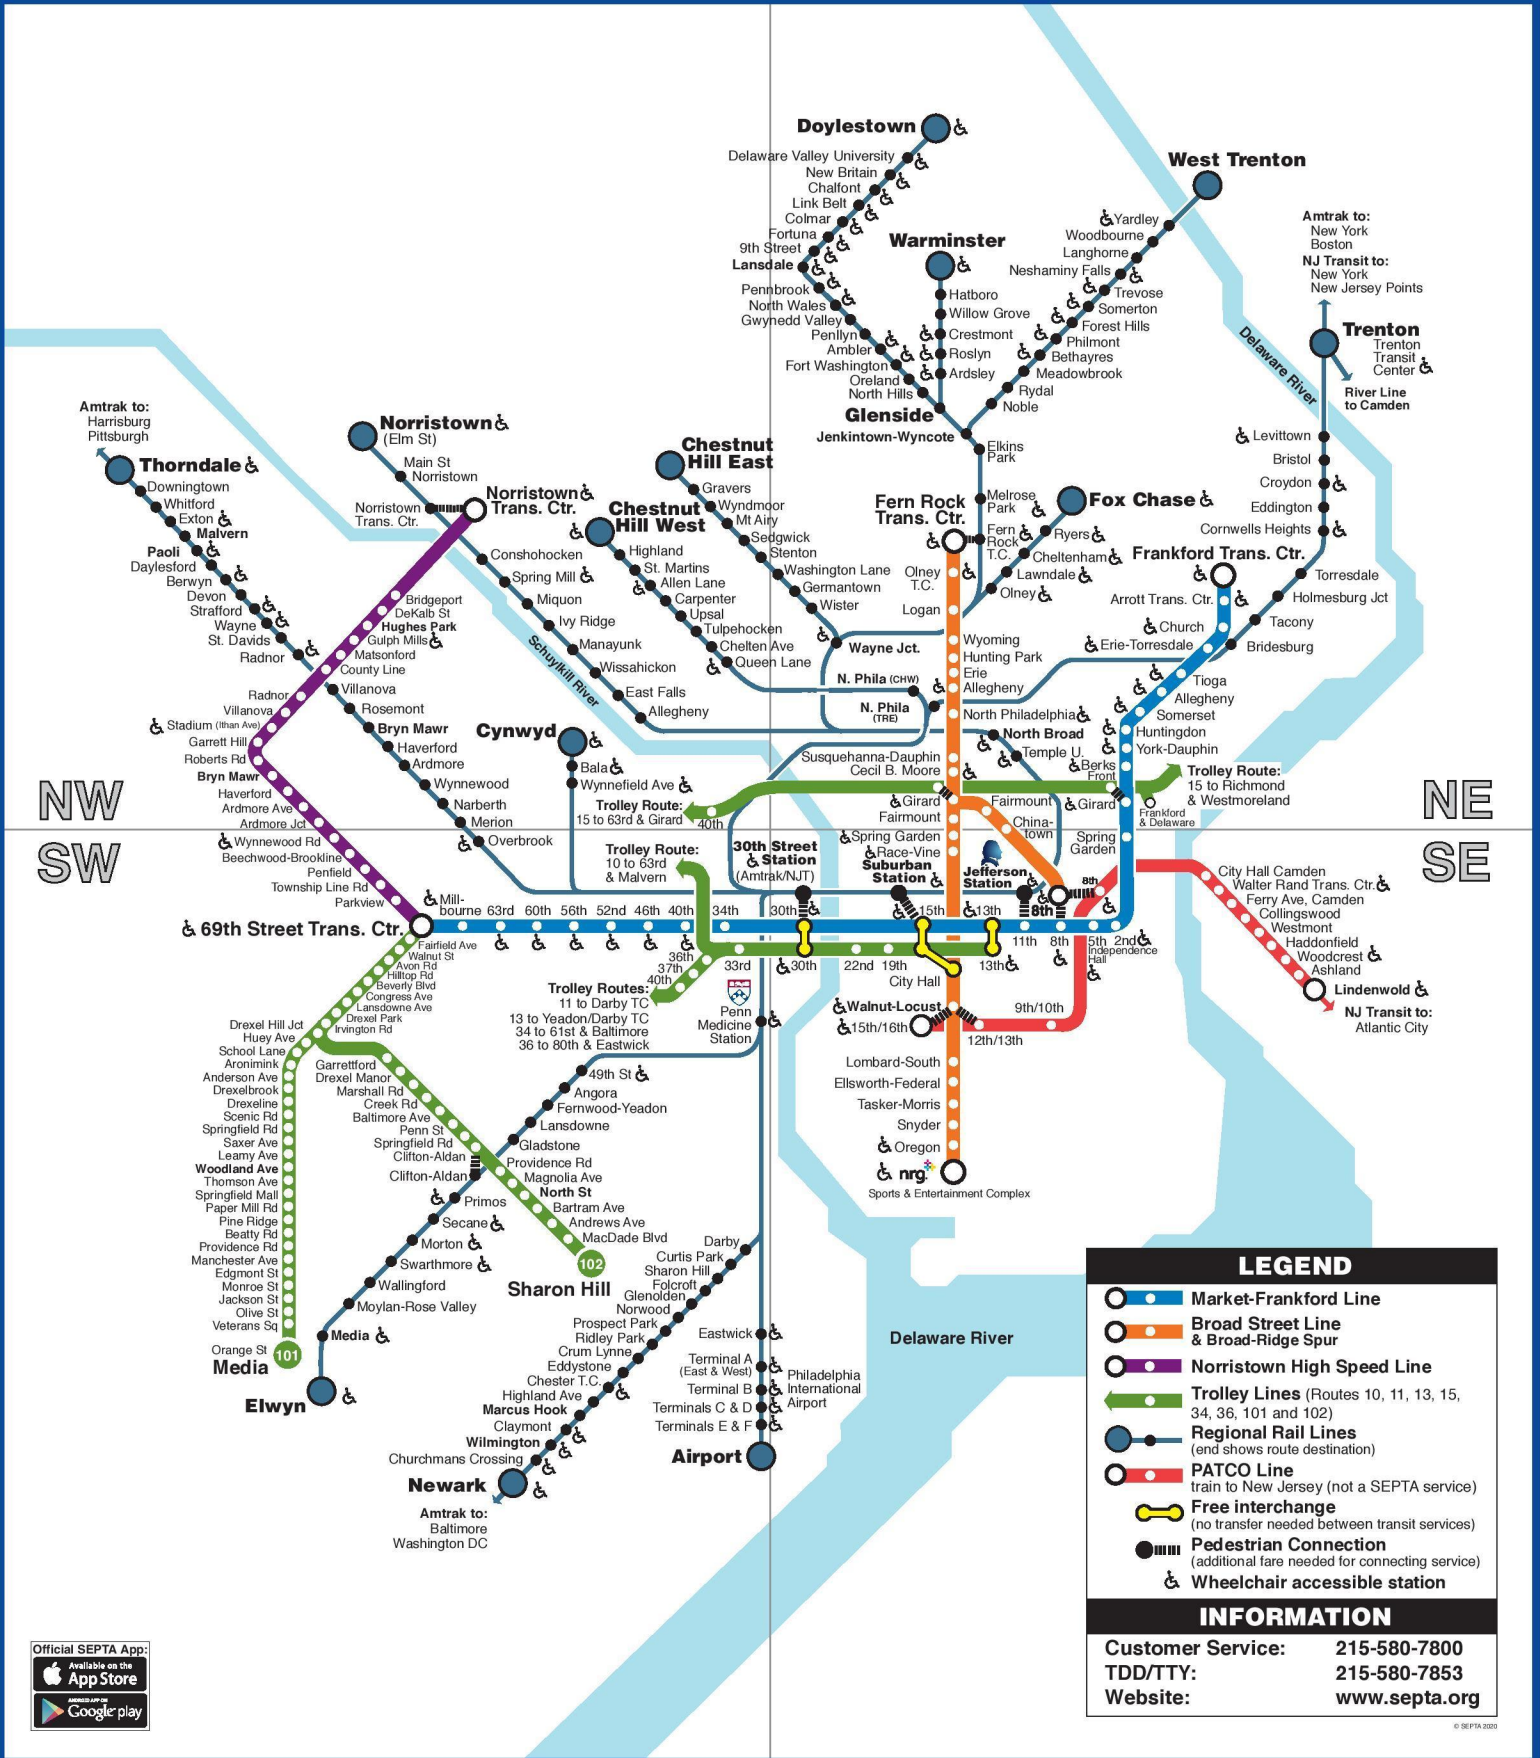 Doylestown
Delaware Valley University
New Britain
Chalfont
Link Belt
Colmar
Fortuna
9th Street
Lansdale
Pennbrook
North Wales
Gwynedd Valley
Penllyn
Ambler
Fort Washington
Oreland
North Hills
Glenside
Jenkintown-Wyncote
Warminster
Hatboro
Willow Grove
Crestmont
Roslyn
Ardsley
West Trenton
Yardley
Woodbourne
Langhorne
Neshaminy Falls
Trevose
Somerton
Forest Hills
Philmont
Bethayres
Meadowbrook
Rydal
Noble
Elkins
Park
Melrose
Park
Fern
Rock
T.C.
Amtrak to:
New York
Boston
NJ Transit to:
New York
New Jersey Points
Trenton
Trenton
Transit
Center
River Line
to Camden
Delaware River
Levittown
Bristol
Croydon
Eddington
Cornwells Heights
Torresdale
Holmesburg Jct
Tacony
Bridesburg
Fox Chase
Ryers
Cheltenham
Lawndale
Olney
Frankford Trans. Ctr.
Arrott Trans. Ctr.
Church
Erie-Torresdale
Tioga
Allegheny
Somerset
Huntingdon
York-Dauphin
Berks
Front
Girard
Spring
Garden
Trolley Route:
15 to Richmond
& Westmoreland
Frankford
& Delaware
Fern Rock
Trans. Ctr.
Olney
T.C.
Logan
Wyoming
Hunting Park
Erie
Allegheny
North Philadelphia
North Broad
Temple U.
Susquehanna-Dauphin
Cecil B. Moore
Girard
Fairmount
Fairmount
China-
town
Spring Garden
Race-Vine
Amtrak to:
Harrisburg
Pittsburgh
Thorndale
Downingtown
Whitford
Exton
Malvern
Paoli
Daylesford
Berwyn
Devon
Strafford
Wayne
St. Davids
Radnor
Villanova
Rosemont
Bryn Mawr
Haverford
Ardmore
Wynnewood
Narberth
Merion
Overbrook
Norristown
(Elm St)
Main St
Norristown
Norristown
Trans. Ctr.
Norristown
Trans. Ctr.
Conshohocken
Spring Mill
Miquon
Ivy Ridge
Manayunk
Wissahickon
East Falls
Allegheny
Schuylkill River
Chestnut
Hill East
Gravers
Wyndmoor
Mt Airy
Sedgwick
Stenton
Washington Lane
Germantown
Wister
Wayne Jct.
Chestnut
Hill West
Highland
St. Martins
Allen Lane
Carpenter
Upsal
Tulpehocken
Chelten Ave
Queen Lane
N. Phila (CHW)
N. Phila
(TRE)
Cynwyd
Bala
Wynnefield Ave
Trolley Route:
15 to 63rd & Girard
40th
Bridgeport
DeKalb St
Hughes Park
Gulph Mills
Matsonford
County Line
Radnor
Villanova
Stadium (Ithan Ave)
Garrett Hill
Roberts Rd
Bryn Mawr
Haverford
Ardmore Ave
Ardmore Jct
Wynnewood Rd
Beechwood-Brookline
Penfield
Township Line Rd
Parkview
NW
SW
NE
SE
Trolley Route:
10 to 63rd
& Malvern
30th Street
Station
(Amtrak/NJT)
Suburban
Station
Jefferson
Station
8th
8th
69th Street Trans. Ctr.
Mill-
bourne
63rd
60th
56th
52nd
46th
40th
34th
30th
15th
13th
11th
8th
5th
Independence
Hall
2nd
36th
37th
40th
33rd
30th
22nd
19th
13th
City Hall
Trolley Routes:
11 to Darby TC
13 to Yeadon/Darby TC
34 to 61st & Baltimore
36 to 80th & Eastwick
Penn
Medicine
Station
Walnut-Locust
15th/16th
12th/13th
9th/10th
Lombard-South
Ellsworth-Federal
Tasker-Morris
Snyder
Oregon
nrg
Sports & Entertainment Complex
City Hall Camden
Walter Rand Trans. Ctr.
Ferry Ave, Camden
Collingswood
Westmont
Haddonfield
Woodcrest
Ashland
Lindenwold
NJ Transit to:
Atlantic City
Fairfield Ave
Walnut St
Avon Rd
Hilltop Rd
Beverly Blvd
Congress Ave
Lansdowne Ave
Drexel Park
Irvington Rd
Drexel Hill Jct
Huey Ave
School Lane
Aronimink
Anderson Ave
Drexelbrook
Drexeline
Scenic Rd
Springfield Rd
Saxer Ave
Leamy Ave
Woodland Ave
Thomson Ave
Springfield Mall
Paper Mill Rd
Pine Ridge
Beatty Rd
Providence Rd
Manchester Ave
Edgmont St
Monroe St
Jackson St
Olive St
Veterans Sq
Orange St
Media
101
Garrettford
Drexel Manor
Marshall Rd
Creek Rd
Baltimore Ave
Penn St
Springfield Rd
Clifton-Aldan
Providence Rd
Magnolia Ave
North St
Bartram Ave
Andrews Ave
MacDade Blvd
102
Sharon Hill
49th St
Angora
Fernwood-Yeadon
Lansdowne
Gladstone
Clifton-Aldan
Primos
Secane
Morton
Swarthmore
Wallingford
Moylan-Rose Valley
Media
Elwyn
Darby
Curtis Park
Sharon Hill
Folcroft
Glenolden
Norwood
Prospect Park
Ridley Park
Crum Lynne
Eddystone
Chester T.C.
Highland Ave
Marcus Hook
Claymont
Wilmington
Churchmans Crossing
Newark
Amtrak to:
Baltimore
Washington DC
Eastwick
Terminal A
(East & West)
Terminal B
Terminals C & D
Terminals E & F
Philadelphia
International
Airport
Airport
Delaware River
LEGEND
Market-Frankford Line
Broad Street Line
& Broad-Ridge Spur
Norristown High Speed Line
Trolley Lines (Routes 10, 11, 13, 15,
34, 36, 101 and 102)
Regional Rail Lines
(end shows route destination)
PATCO Line
train to New Jersey (not a SEPTA service)
Free interchange
(no transfer needed between transit services)
Pedestrian Connection
(additional fare needed for connecting service)
Wheelchair accessible station
INFORMATION
Customer Service: 215-580-7800
TDD/TTY: 215-580-7853
Website: www.septa.org
© SEPTA 2020
Official SEPTA App:
Available on the
App Store
ANDROID APP ON
Google play